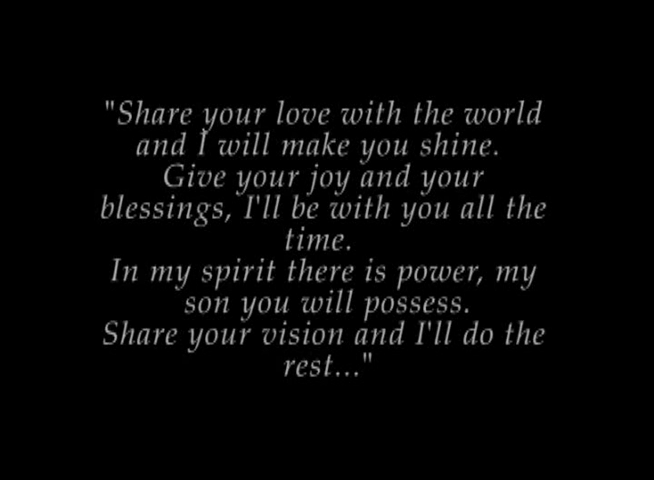 "Share your love with the world
and I will make you shine.
Give your joy and your
blessings, I'll be with you all the
time.
In my spirit there is power, my
son you will possess.
Share your vision and I'll do the
rest..."